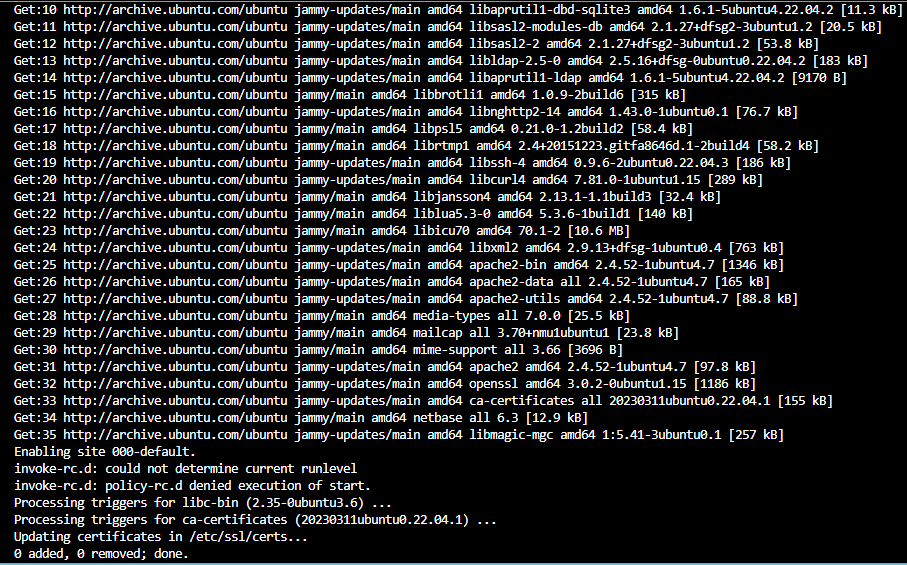 Get:10 http://archive.ubuntu.com/ubuntu jammy-updates/main amd64 libaprutil1-dbd-sqlite3 amd64 1.6.1-5ubuntu4.22.04.2 [11.3 kB]
Get:11 http://archive.ubuntu.com/ubuntu jammy-updates/main amd64 libsasl2-modules-db amd64 2.1.27+dfsg2-3ubuntu1.2 [20.5 kB]
Get:12 http://archive.ubuntu.com/ubuntu jammy-updates/main amd64 libsasl2-2 amd64 2.1.27+dfsg2-3ubuntu1.2 [53.8 kB]
Get:13 http://archive.ubuntu.com/ubuntu jammy-updates/main amd64 libldap-2.5-0 amd64 2.5.16+dfsg-0ubuntu0.22.04.2 [183 kB]
Get:14 http://archive.ubuntu.com/ubuntu jammy-updates/main amd64 libaprutil1-ldap amd64 1.6.1-5ubuntu4.22.04.2 [9170 B]
Get:15 http://archive.ubuntu.com/ubuntu jammy/main amd64 libbrotli1 amd64 1.0.9-2build6 [315 kB]
Get:16 http://archive.ubuntu.com/ubuntu jammy-updates/main amd64 libnghttp2-14 amd64 1.43.0-1ubuntu0.1 [76.7 kB]
Get:17 http://archive.ubuntu.com/ubuntu jammy/main amd64 libpsl5 amd64 0.21.0-1.2build2 [58.4 kB]
Get:18 http://archive.ubuntu.com/ubuntu jammy/main amd64 librtmp1 amd64 2.4+20151223.gitfa8646d.1-2build4 [58.2 kB]
Get:19 http://archive.ubuntu.com/ubuntu jammy-updates/main amd64 libssh-4 amd64 0.9.6-2ubuntu0.22.04.3 [186 kB]
Get:20 http://archive.ubuntu.com/ubuntu jammy-updates/main amd64 libcurl4 amd64 7.81.0-1ubuntu1.15 [289 kB]
Get:21 http://archive.ubuntu.com/ubuntu jammy/main amd64 libjansson4 amd64 2.13.1-1.1build3 [32.4 kB]
Get:22 http://archive.ubuntu.com/ubuntu jammy/main amd64 liblua5.3-0 amd64 5.3.6-1build1 [140 kB]
Get:23 http://archive.ubuntu.com/ubuntu jammy/main amd64 libicu70 amd64 70.1-2 [10.6 MB]
Get:24 http://archive.ubuntu.com/ubuntu jammy-updates/main amd64 libxml2 amd64 2.9.13+dfsg-1ubuntu0.4 [763 kB]
Get:25 http://archive.ubuntu.com/ubuntu jammy-updates/main amd64 apache2-bin amd64 2.4.52-1ubuntu4.7 [1346 kB]
Get:26 http://archive.ubuntu.com/ubuntu jammy-updates/main amd64 apache2-data all 2.4.52-1ubuntu4.7 [165 kB]
Get:27 http://archive.ubuntu.com/ubuntu jammy-updates/main amd64 apache2-utils amd64 2.4.52-1ubuntu4.7 [88.8 kB]
Get:28 http://archive.ubuntu.com/ubuntu jammy/main amd64 media-types all 7.0.0 [25.5 kB]
Get:29 http://archive.ubuntu.com/ubuntu jammy/main amd64 mailcap all 3.70+nmu1ubuntu1 [23.8 kB]
Get:30 http://archive.ubuntu.com/ubuntu jammy/main amd64 mime-support all 3.66 [3696 B]
Get:31 http://archive.ubuntu.com/ubuntu jammy-updates/main amd64 apache2 amd64 2.4.52-1ubuntu4.7 [97.8 kB]
Get:32 http://archive.ubuntu.com/ubuntu jammy-updates/main amd64 openssl amd64 3.0.2-0ubuntu1.15 [1186 kB]
Get:33 http://archive.ubuntu.com/ubuntu jammy-updates/main amd64 ca-certificates all 20230311ubuntu0.22.04.1 [155 kB]
Get:34 http://archive.ubuntu.com/ubuntu jammy/main amd64 netbase all 6.3 [12.9 kB]
Get:35 http://archive.ubuntu.com/ubuntu jammy-updates/main amd64 libmagic-mgc amd64 1:5.41-3ubuntu0.1 [257 kB]
Enabling site 000-default.
invoke-rc.d: could not determine current runlevel
invoke-rc.d: policy-rc.d denied execution of start.
Processing triggers for libc-bin (2.35-0ubuntu3.6) ...
Processing triggers for ca-certificates (20230311ubuntu0.22.04.1) ...
Updating certificates in /etc/ssl/certs...
0 added, 0 removed; done.